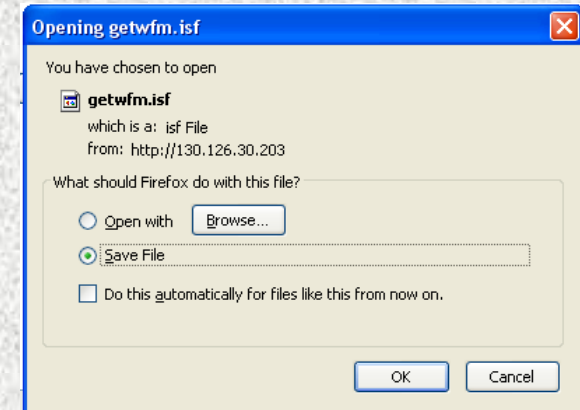 Opening getwfm.isf
You have chosen to open
getwfm.isf
which is a: isf File
from: http://130.126.30.203
What should Firefox do with this file?
Open with Browse...
Save File
Do this automatically for files like this from now on.
OK Cancel